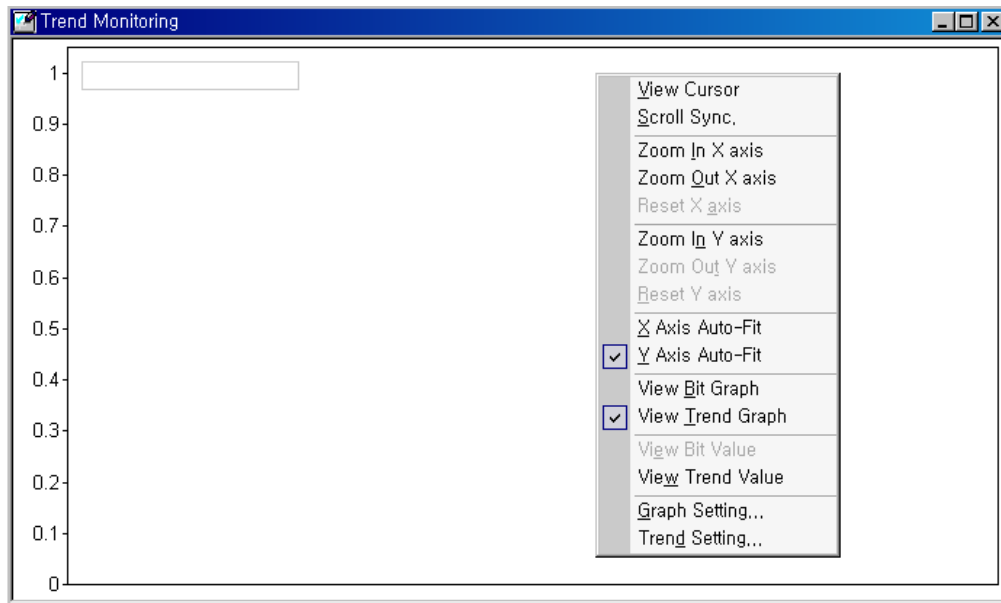 Trend Monitoring
1
0.9
0.8
0.7
0.6
0.5
0.4
0.3
0.2
0.1
0
View Cursor
Scroll Sync.
Zoom In X axis
Zoom Out X axis
Reset X axis
Zoom In Y axis
Zoom Out Y axis
Reset Y axis
X Axis Auto-Fit
Y Axis Auto-Fit
View Bit Graph
View Trend Graph
View Bit Value
View Trend Value
Graph Setting...
Trend Setting...